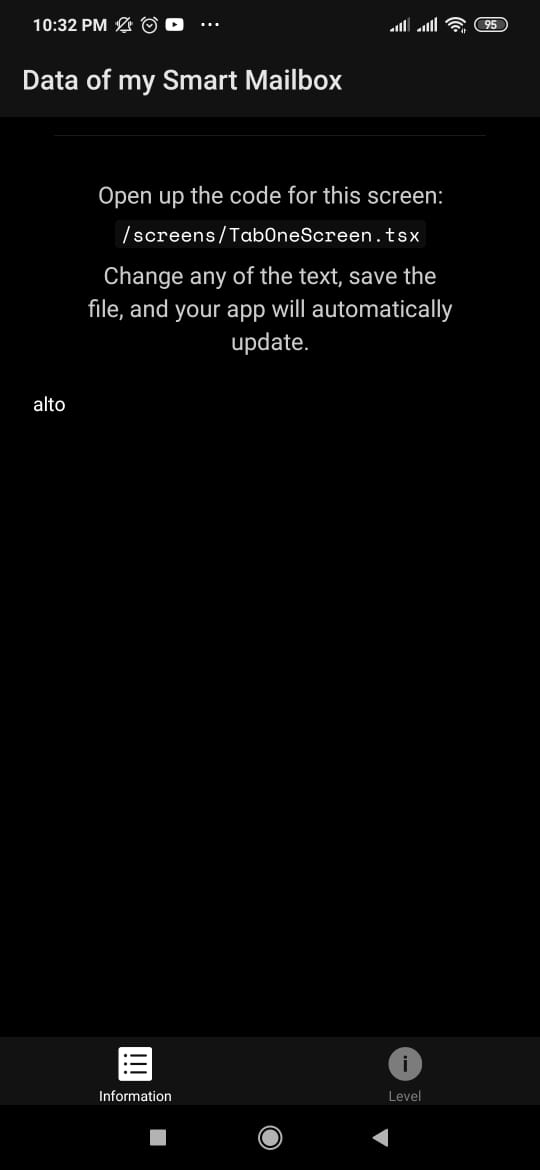 10:32 PM ... 95
Data of my Smart Mailbox
Open up the code for this screen:
/screens/TabOneScreen.tsx
Change any of the text, save the
file, and your app will automatically
update.
alto
Information Level